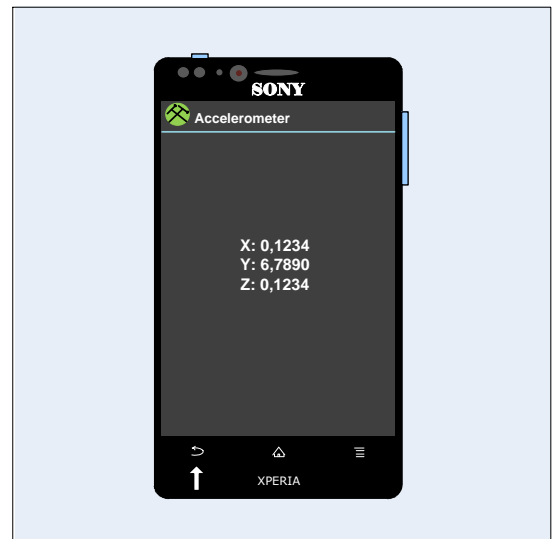 SONY
Accelerometer
X: 0,1234
Y: 6,7890
Z: 0,1234
XPERIA